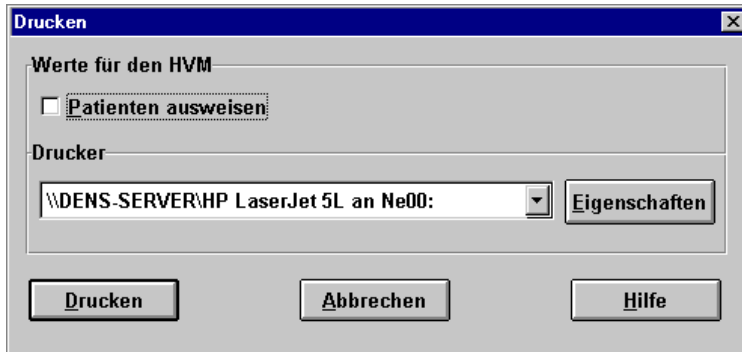 Drucken
Werte für den HVM
Patienten ausweisen
Drucker
\\DENS-SERVER\HP LaserJet 5L an Ne00:
Eigenschaften
Drucken
Abbrechen
Hilfe